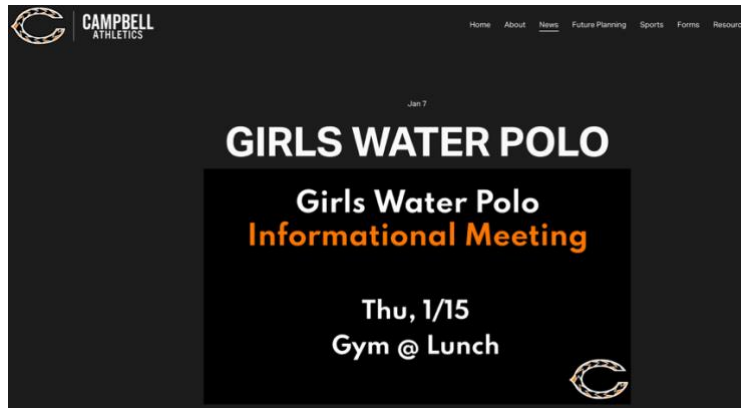 CAMPBELL
ATHLETICS
Home About News Future Planning Sports Forms
Jan 7
GIRLS WATER POLO
Girls Water Polo
Informational Meeting
Thu, 1/15
Gym @ Lunch